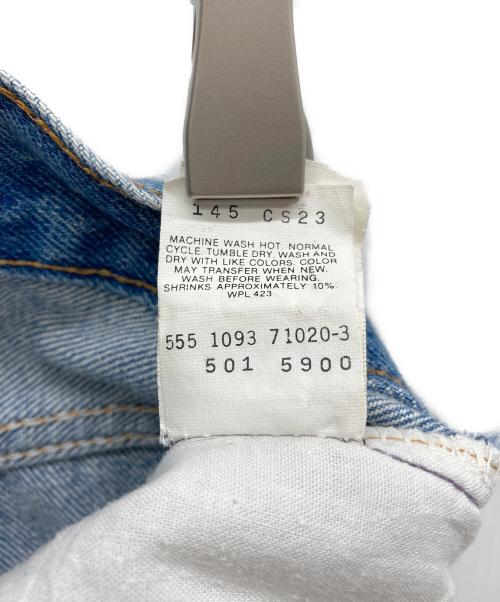 145 CS23
MACHINE WASH HOT, NORMAL
CYCLE. TUMBLE DRY. WASH AND
DRY WITH LIKE COLORS. COLOR
MAY TRANSFER WHEN NEW.
WASH BEFORE WEARING.
SHRINKS APPROXIMATELY 10%.
WPL 423
555 1093 71020-3
501 5900